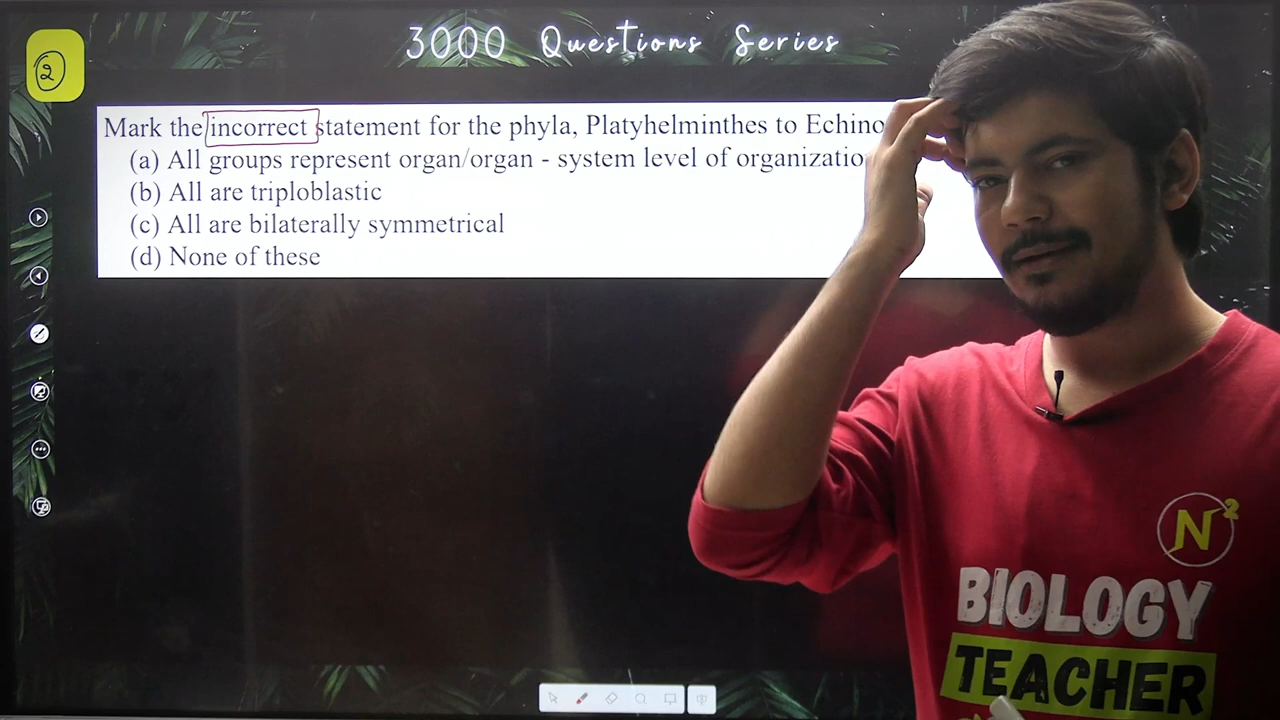 3000 Questions Series
2
Mark the incorrect statement for the phyla, Platyhelminthes to Echino
(a) All groups represent organ/organ - system level of organizatio
(b) All are triploblastic
(c) All are bilaterally symmetrical
(d) None of these
N2
BIOLOGY
TEACHER